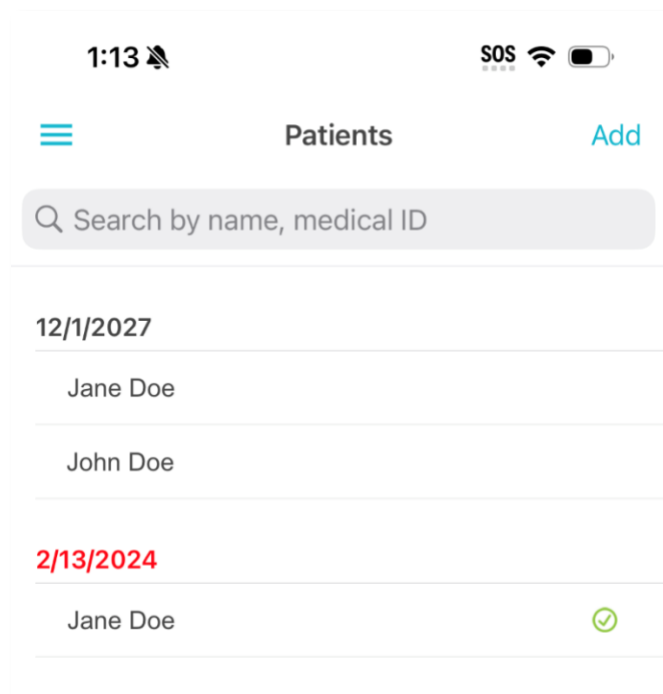 1:13 SOS
Patients Add
Search by name, medical ID
12/1/2027
Jane Doe
John Doe
2/13/2024
Jane Doe